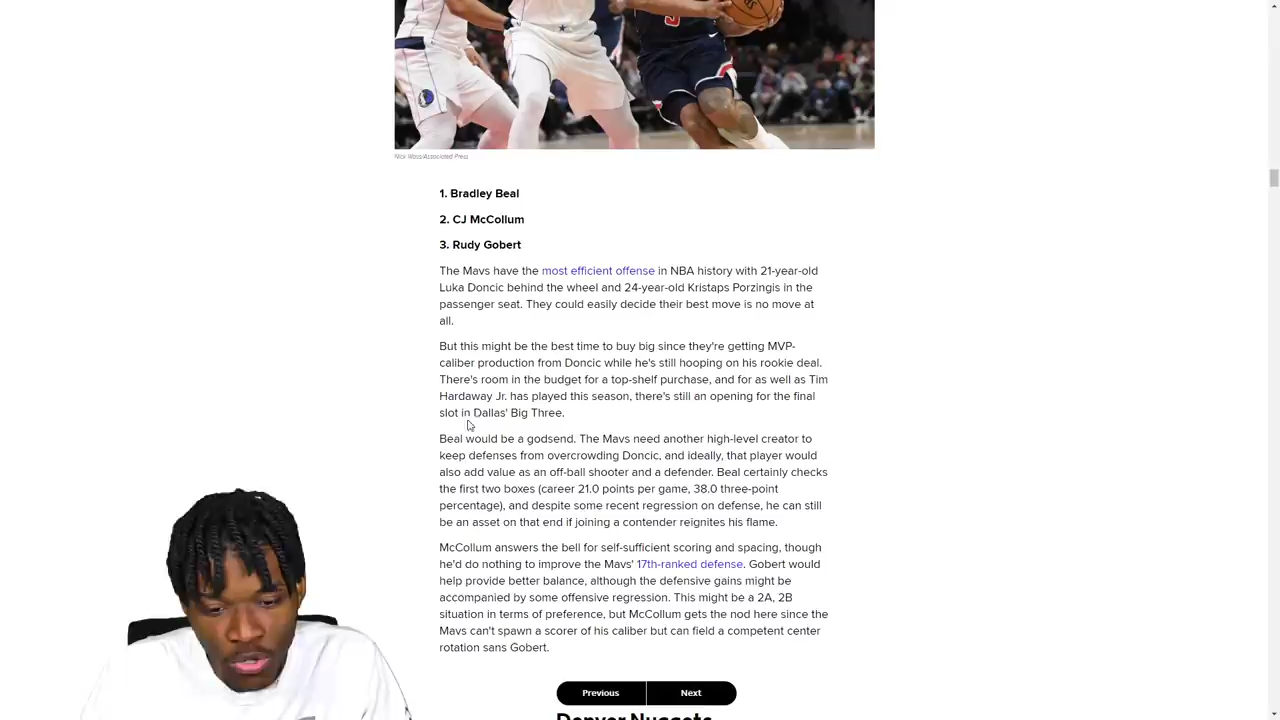 Nick Wass/Associated Press
1. Bradley Beal
2. CJ McCollum
3. Rudy Gobert
The Mavs have the most efficient offense in NBA history with 21-year-old
Luka Doncic behind the wheel and 24-year-old Kristaps Porzingis in the
passenger seat. They could easily decide their best move is no move at
all.
But this might be the best time to buy big since they're getting MVP-
caliber production from Doncic while he's still hooping on his rookie deal.
There's room in the budget for a top-shelf purchase, and for as well as Tim
Hardaway Jr. has played this season, there's still an opening for the final
slot in Dallas' Big Three.
Beal would be a godsend. The Mavs need another high-level creator to
keep defenses from overcrowding Doncic, and ideally, that player would
also add value as an off-ball shooter and a defender. Beal certainly checks
the first two boxes (career 21.0 points per game, 38.0 three-point
percentage), and despite some recent regression on defense, he can still
be an asset on that end if joining a contender reignites his flame.
McCollum answers the bell for self-sufficient scoring and spacing, though
he'd do nothing to improve the Mavs' 17th-ranked defense. Gobert would
help provide better balance, although the defensive gains might be
accompanied by some offensive regression. This might be a 2A, 2B
situation in terms of preference, but McCollum gets the nod here since the
Mavs can't spawn a scorer of his caliber but can field a competent center
rotation sans Gobert.
Previous Next
Denver Nuggets